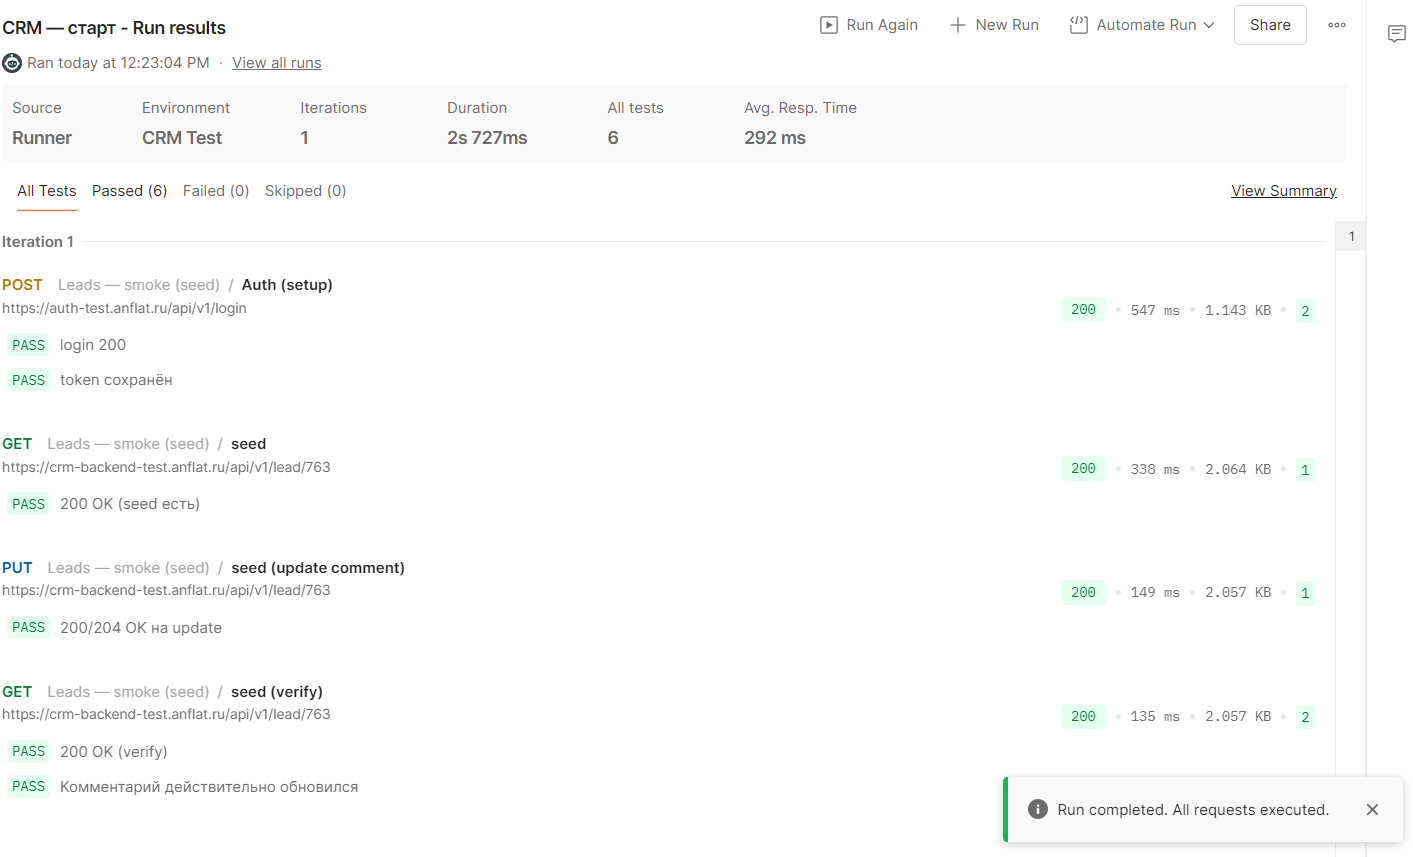 CRM — старт - Run results
Run Again
New Run
Automate Run
Share
Ran today at 12:23:04 PM · View all runs
Source Environment Iterations Duration All tests Avg. Resp. Time
Runner CRM Test 1 2s 727ms 6 292 ms
All Tests Passed (6) Failed (0) Skipped (0) View Summary
Iteration 1
1
POST Leads — smoke (seed) / Auth (setup)
https://auth-test.anflat.ru/api/v1/login
200 • 547 ms • 1.143 KB • 2
PASS login 200
PASS token сохранён
GET Leads — smoke (seed) / seed
https://crm-backend-test.anflat.ru/api/v1/lead/763
200 • 338 ms • 2.064 KB • 1
PASS 200 OK (seed есть)
PUT Leads — smoke (seed) / seed (update comment)
https://crm-backend-test.anflat.ru/api/v1/lead/763
200 • 149 ms • 2.057 KB • 1
PASS 200/204 OK на update
GET Leads — smoke (seed) / seed (verify)
https://crm-backend-test.anflat.ru/api/v1/lead/763
200 • 135 ms • 2.057 KB • 2
PASS 200 OK (verify)
PASS Комментарий действительно обновился
Run completed. All requests executed.